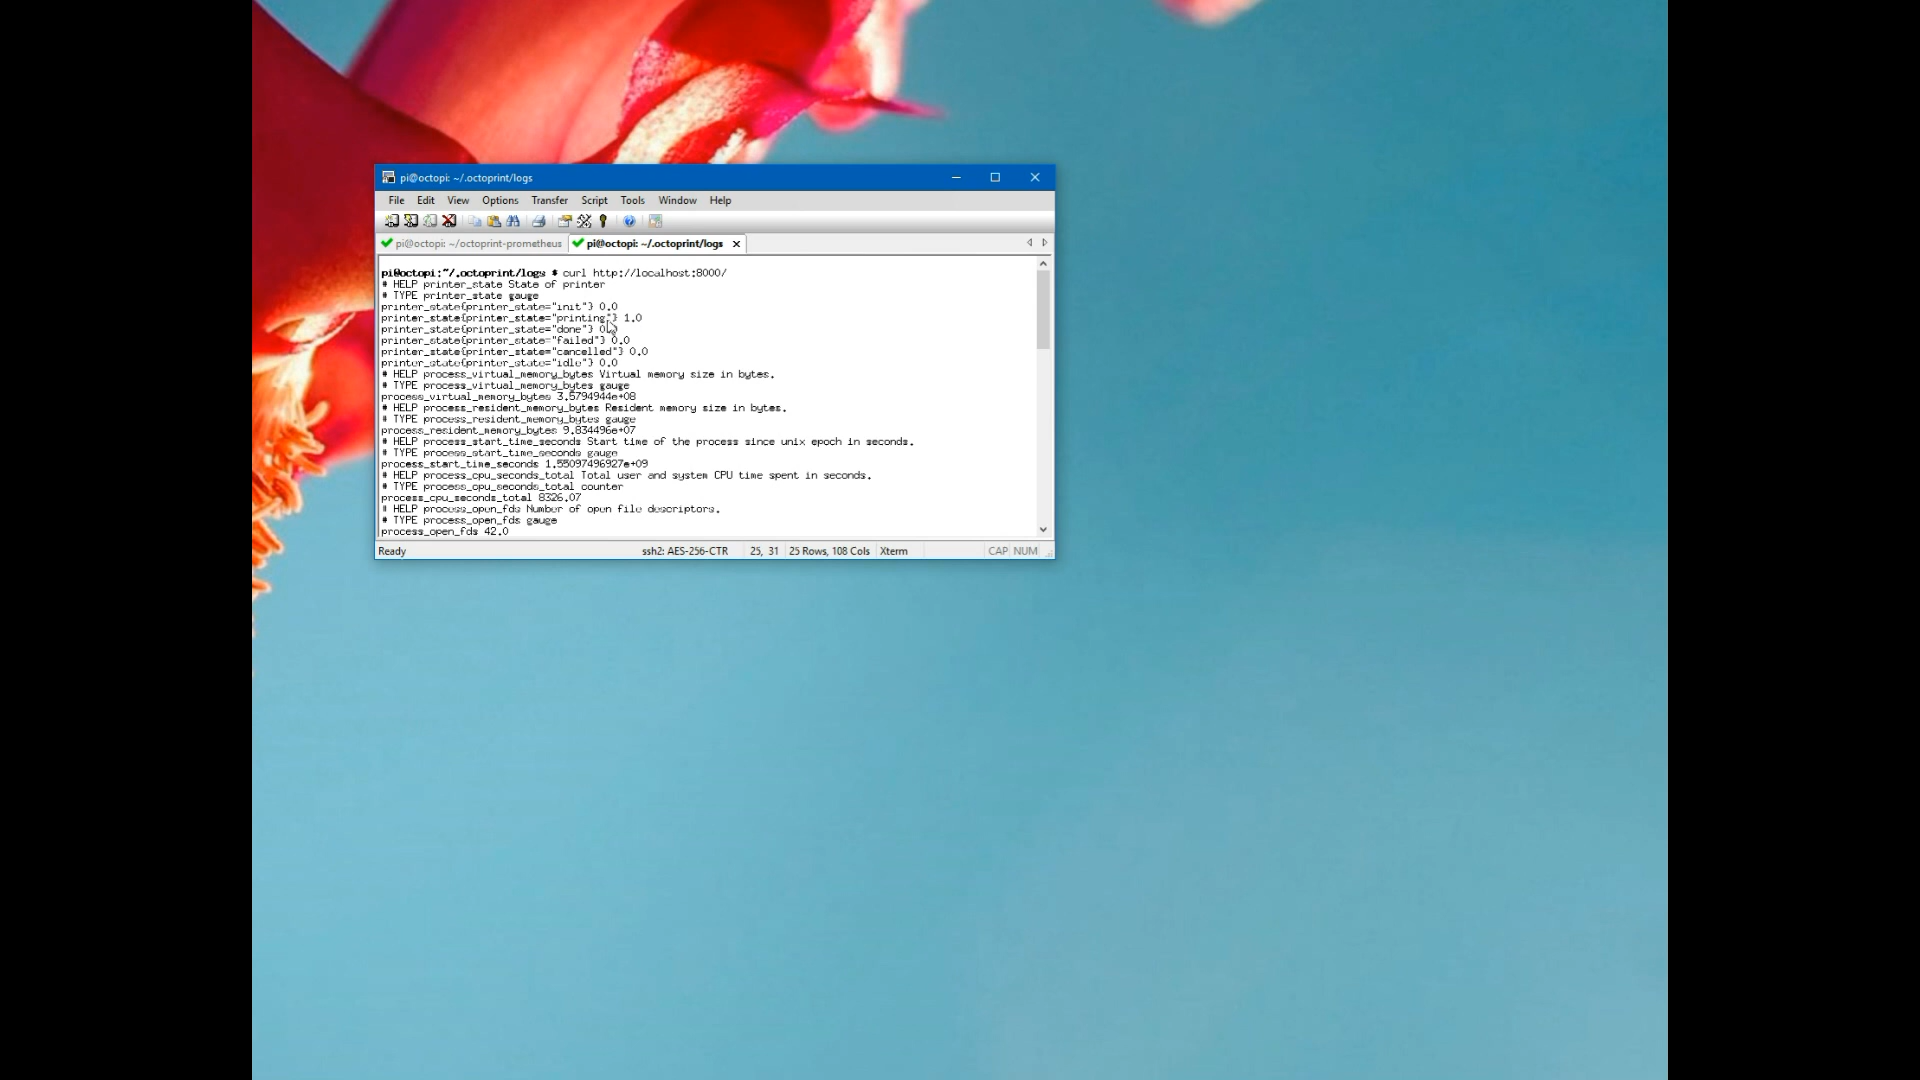 pi@octopi: ~/.octoprint/logs
File Edit View Options Transfer Script Tools Window Help
pi@octopi: ~/octoprint-prometheus pi@octopi: ~/.octoprint/logs
pi@octopi:~/.octoprint/logs $ curl http://localhost:8000/
# HELP printer_state State of printer
# TYPE printer_state gauge
printer_state{printer_state="init"} 0.0
printer_state{printer_state="printing"} 1.0
printer_state{printer_state="done"} 0.0
printer_state{printer_state="failed"} 0.0
printer_state{printer_state="cancelled"} 0.0
printer_state{printer_state="idle"} 0.0
# HELP process_virtual_memory_bytes Virtual memory size in bytes.
# TYPE process_virtual_memory_bytes gauge
process_virtual_memory_bytes 3.5794944e+08
# HELP process_resident_memory_bytes Resident memory size in bytes.
# TYPE process_resident_memory_bytes gauge
process_resident_memory_bytes 9.834496e+07
# HELP process_start_time_seconds Start time of the process since unix epoch in seconds.
# TYPE process_start_time_seconds gauge
process_start_time_seconds 1.55097496927e+09
# HELP process_cpu_seconds_total Total user and system CPU time spent in seconds.
# TYPE process_cpu_seconds_total counter
process_cpu_seconds_total 8326.07
# HELP process_open_fds Number of open file descriptors.
# TYPE process_open_fds gauge
process_open_fds 42.0
Ready ssh2: AES-256-CTR 25, 31 25 Rows, 108 Cols Xterm CAP NUM